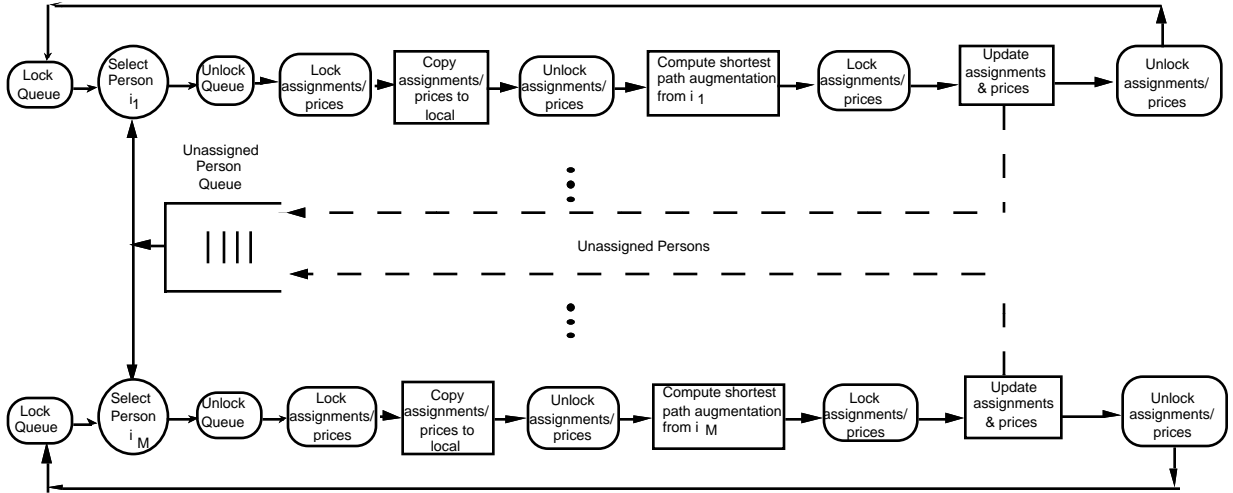 Lock
Queue
Select
Person
i 1
Unlock
Queue
Lock
assignments/
prices
Copy
assignments/
prices to
local
Unlock
assignments/
prices
Compute shortest
path augmentation
from i 1
Lock
assignments/
prices
Update
assignments
& prices
Unlock
assignments/
prices
Unassigned
Person
Queue
Unassigned Persons
Lock
Queue
Select
Person
i M
Unlock
Queue
Lock
assignments/
prices
Copy
assignments/
prices to
local
Unlock
assignments/
prices
Compute shortest
path augmentation
from i M
Lock
assignments/
prices
Update
assignments
& prices
Unlock
assignments/
prices